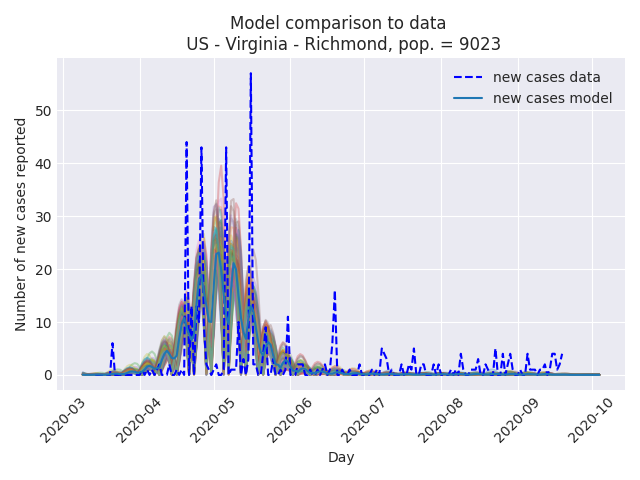 Model comparison to data
US - Virginia - Richmond, pop. = 9023
new cases data
new cases model
Number of new cases reported
50
40
30
20
10
0
2020-03
2020-04
2020-05
2020-06
2020-07
2020-08
2020-09
2020-10
Day